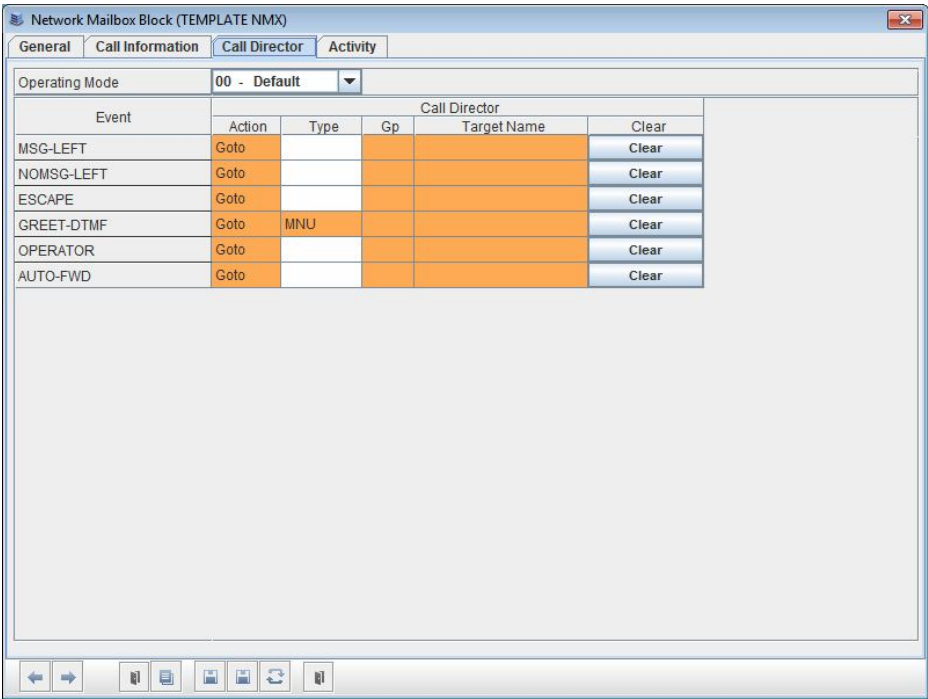 Network Mailbox Block (TEMPLATE NMX)
General Call Information Call Director Activity
Operating Mode 00 - Default
Event Call Director
Action Type Gp Target Name Clear
MSG-LEFT Goto Clear
NOMSG-LEFT Goto Clear
ESCAPE Goto Clear
GREET-DTMF Goto MNU Clear
OPERATOR Goto Clear
AUTO-FWD Goto Clear